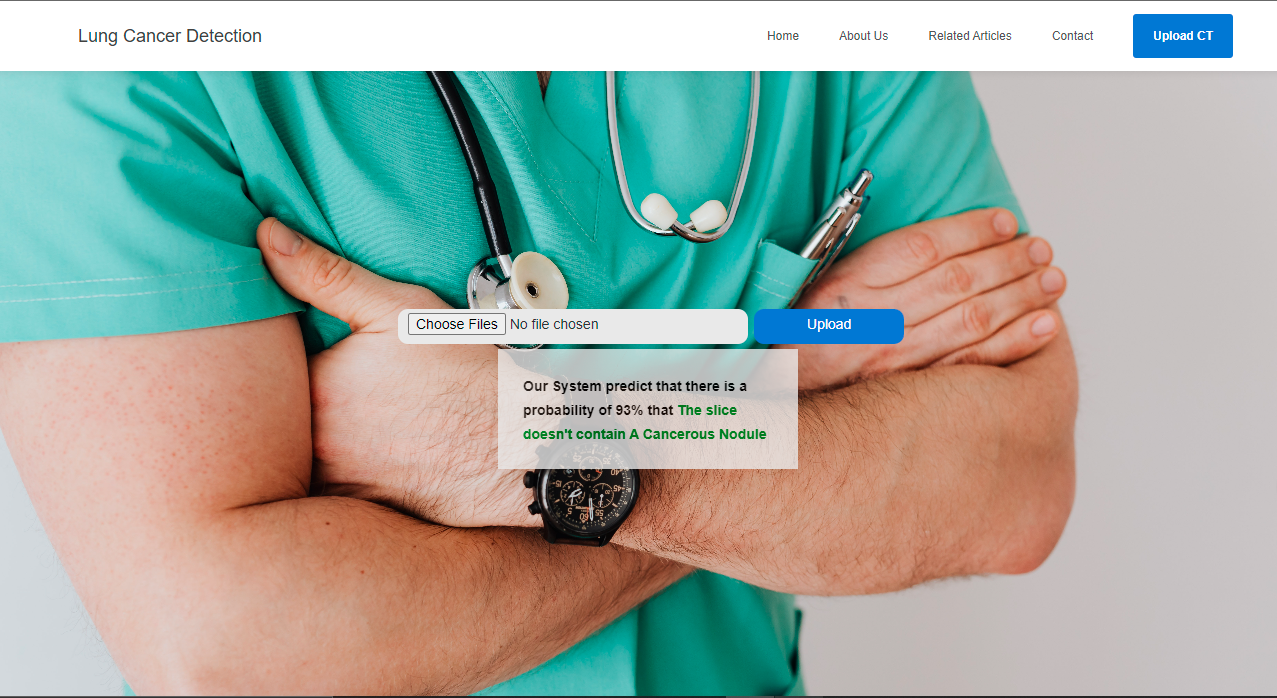 Lung Cancer Detection
Home About Us Related Articles Contact Upload CT
Choose Files No file chosen Upload
Our System predict that there is a
probability of 93% that The slice
doesn't contain A Cancerous Nodule